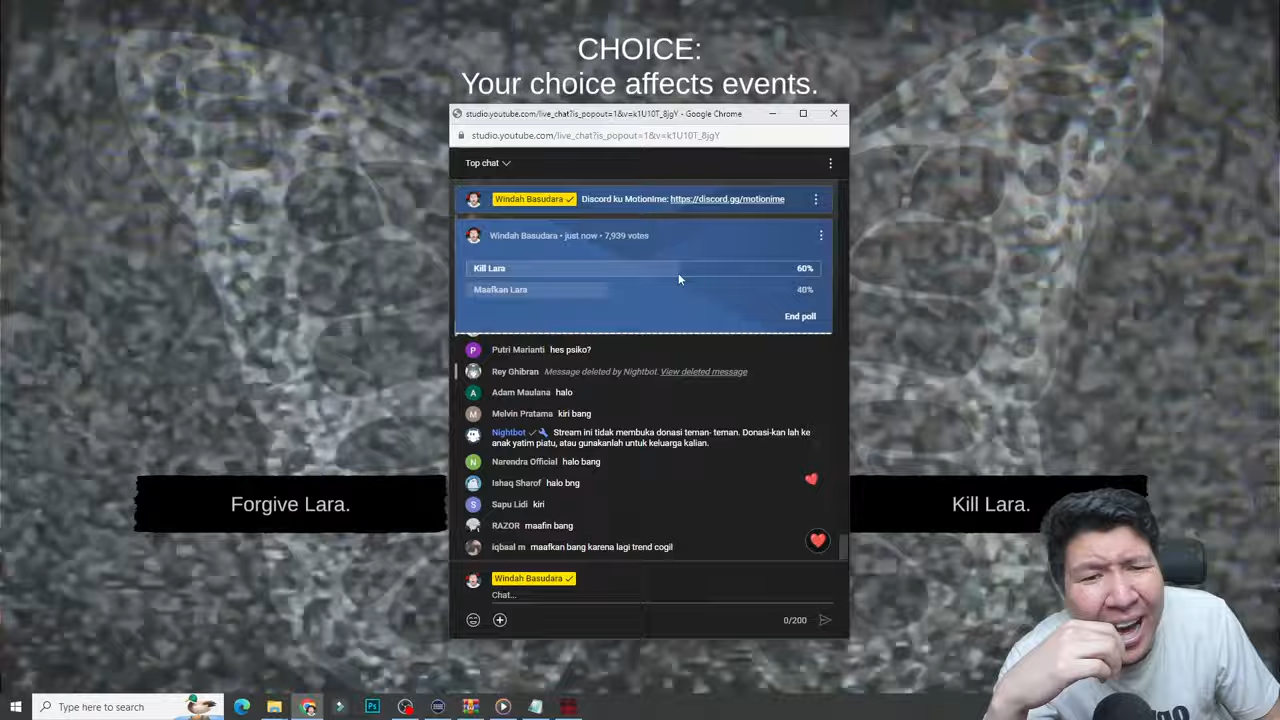 CHOICE:
Your choice affects events.
studio.youtube.com/live_chat?is_popout=1&v=k1U10T_8jgY - Google Chrome
studio.youtube.com/live_chat?is_popout=1&v=k1U10T_8jgY
Top chat
Windah Basudara Discord ku MotionIme: https://discord.gg/motionime
Windah Basudara • just now • 7,939 votes
Kill Lara 60%
Maafkan Lara 40%
End poll
P Putri Marianti hes psiko?
Rey Ghibran Message deleted by Nightbot. View deleted message
A Adam Maulana halo
M Melvin Pratama kiri bang
Nightbot Stream ini tidak membuka donasi teman- teman. Donasi-kan lah ke
anak yatim piatu, atau gunakanlah untuk keluarga kalian.
N Narendra Official halo bang
Ishaq Sharof halo bng
S Sapu Lidi kiri
RAZOR maafin bang
iqbaal m maafkan bang karena lagi trend cogil
Forgive Lara.
Kill Lara.
Windah Basudara
Chat...
0/200
Type here to search
Ps